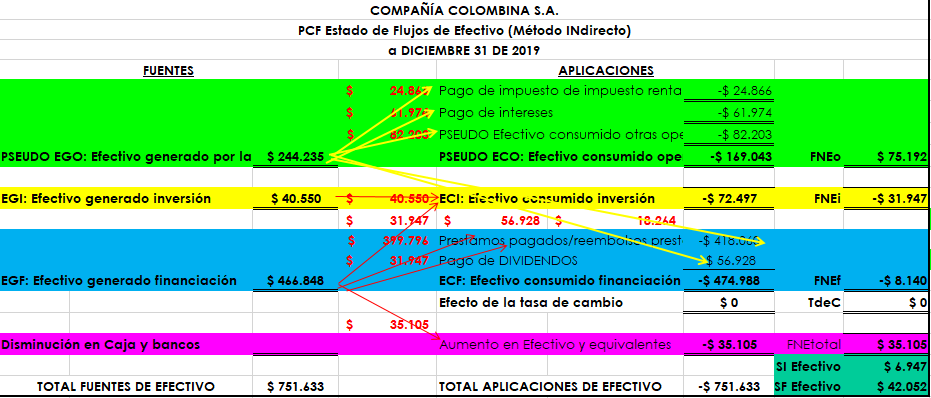 COMPAÑÍA COLOMBINA S.A.
PCF Estado de Flujos de Efectivo (Método INdirecto)
a DICIEMBRE 31 DE 2019
FUENTES APLICACIONES
$ 24.866 Pago de impuesto de impuesto renta -$ 24.866
$ 61.974 Pago de intereses -$ 61.974
$ 82.203 PSEUDO Efectivo consumido otras ope -$ 82.203
PSEUDO EGO: Efectivo generado por la $ 244.235 PSEUDO ECO: Efectivo consumido ope -$ 169.043 FNEo $ 75.192
EGI: Efectivo generado inversión $ 40.550 $ 40.550 ECI: Efectivo consumido inversión -$ 72.497 FNEi -$ 31.947
$ 31.947 $ 56.928 $ 18.264
$ 399.796 Prestamos pagados/reembolsos prest -$ 418.060
$ 31.947 Pago de DIVIDENDOS -$ 56.928
EGF: Efectivo generado financiación $ 466.848 ECF: Efectivo consumido financiación -$ 474.988 FNEf -$ 8.140
Efecto de la tasa de cambio $ 0 TdeC $ 0
$ 35.105
Disminución en Caja y bancos Aumento en Efectivo y equivalentes -$ 35.105 FNEtotal $ 35.105
SI Efectivo $ 6.947
TOTAL FUENTES DE EFECTIVO $ 751.633 TOTAL APLICACIONES DE EFECTIVO -$ 751.633 SF Efectivo $ 42.052